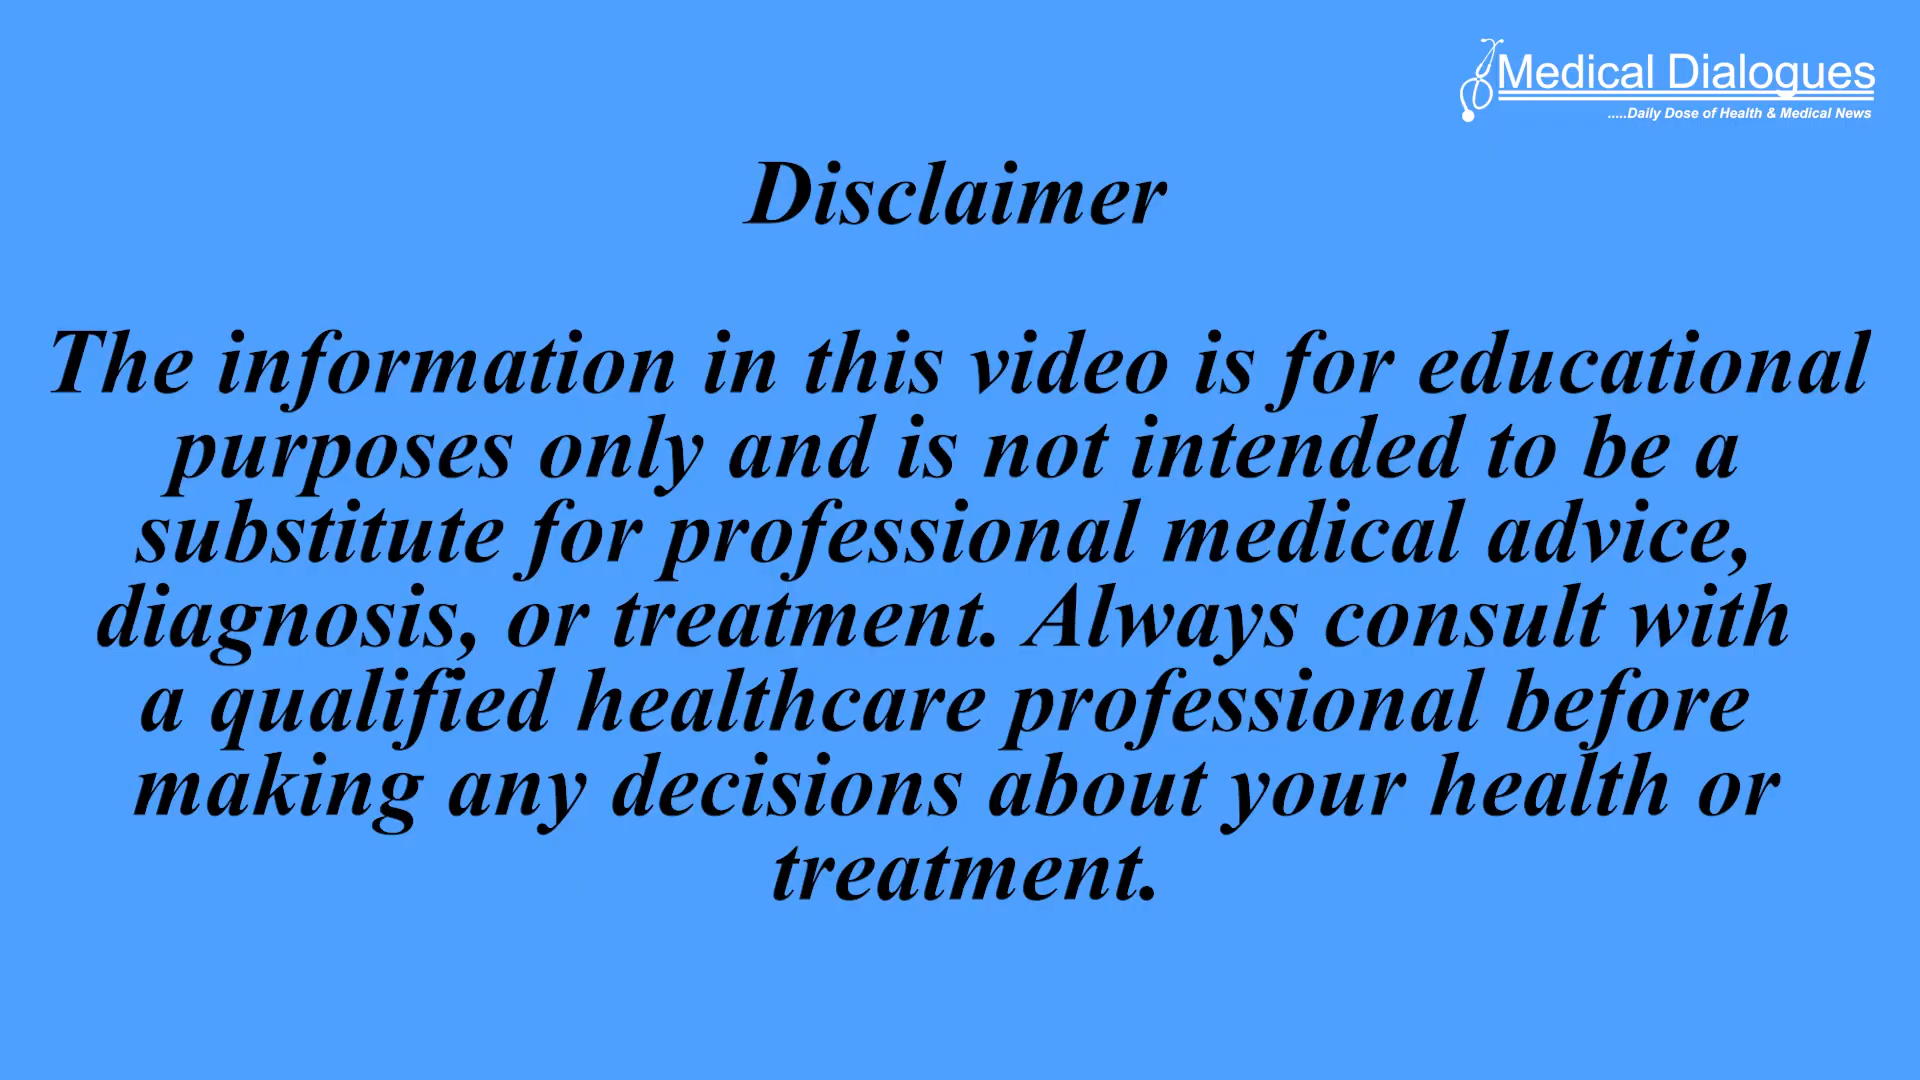 Medical Dialogues
.....Daily Dose of Health & Medical News
Disclaimer
The information in this video is for educational
purposes only and is not intended to be a
substitute for professional medical advice,
diagnosis, or treatment. Always consult with
a qualified healthcare professional before
making any decisions about your health or
treatment.